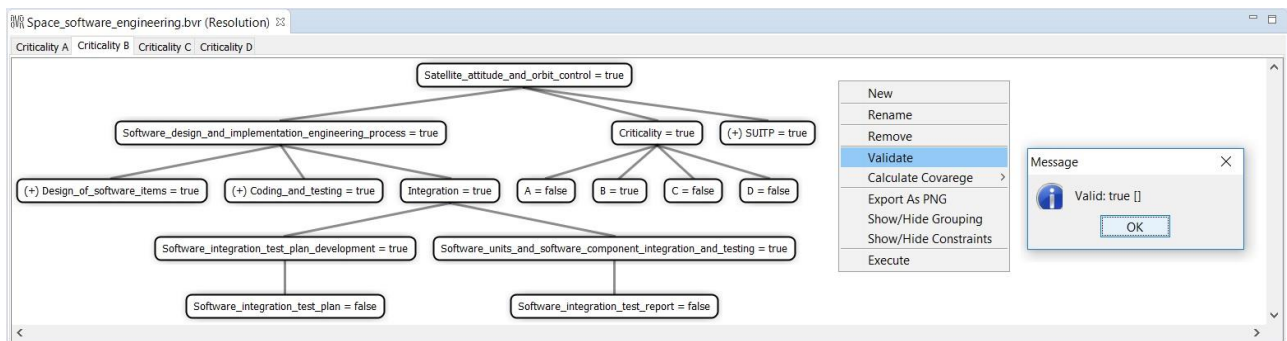 Space_software_engineering.bvr (Resolution)
Criticality A Criticality B Criticality C Criticality D
Satellite_attitude_and_orbit_control = true
Software_design_and_implementation_engineering_process = true
Criticality = true
(+) SUITP = true
(+) Design_of_software_items = true
(+) Coding_and_testing = true
Integration = true
A = false
B = true
C = false
D = false
Software_integration_test_plan_development = true
Software_units_and_software_component_integration_and_testing = true
Software_integration_test_plan = false
Software_integration_test_report = false
New
Rename
Remove
Validate
Calculate Covarege
Export As PNG
Show/Hide Grouping
Show/Hide Constraints
Execute
Message
Valid: true []
OK